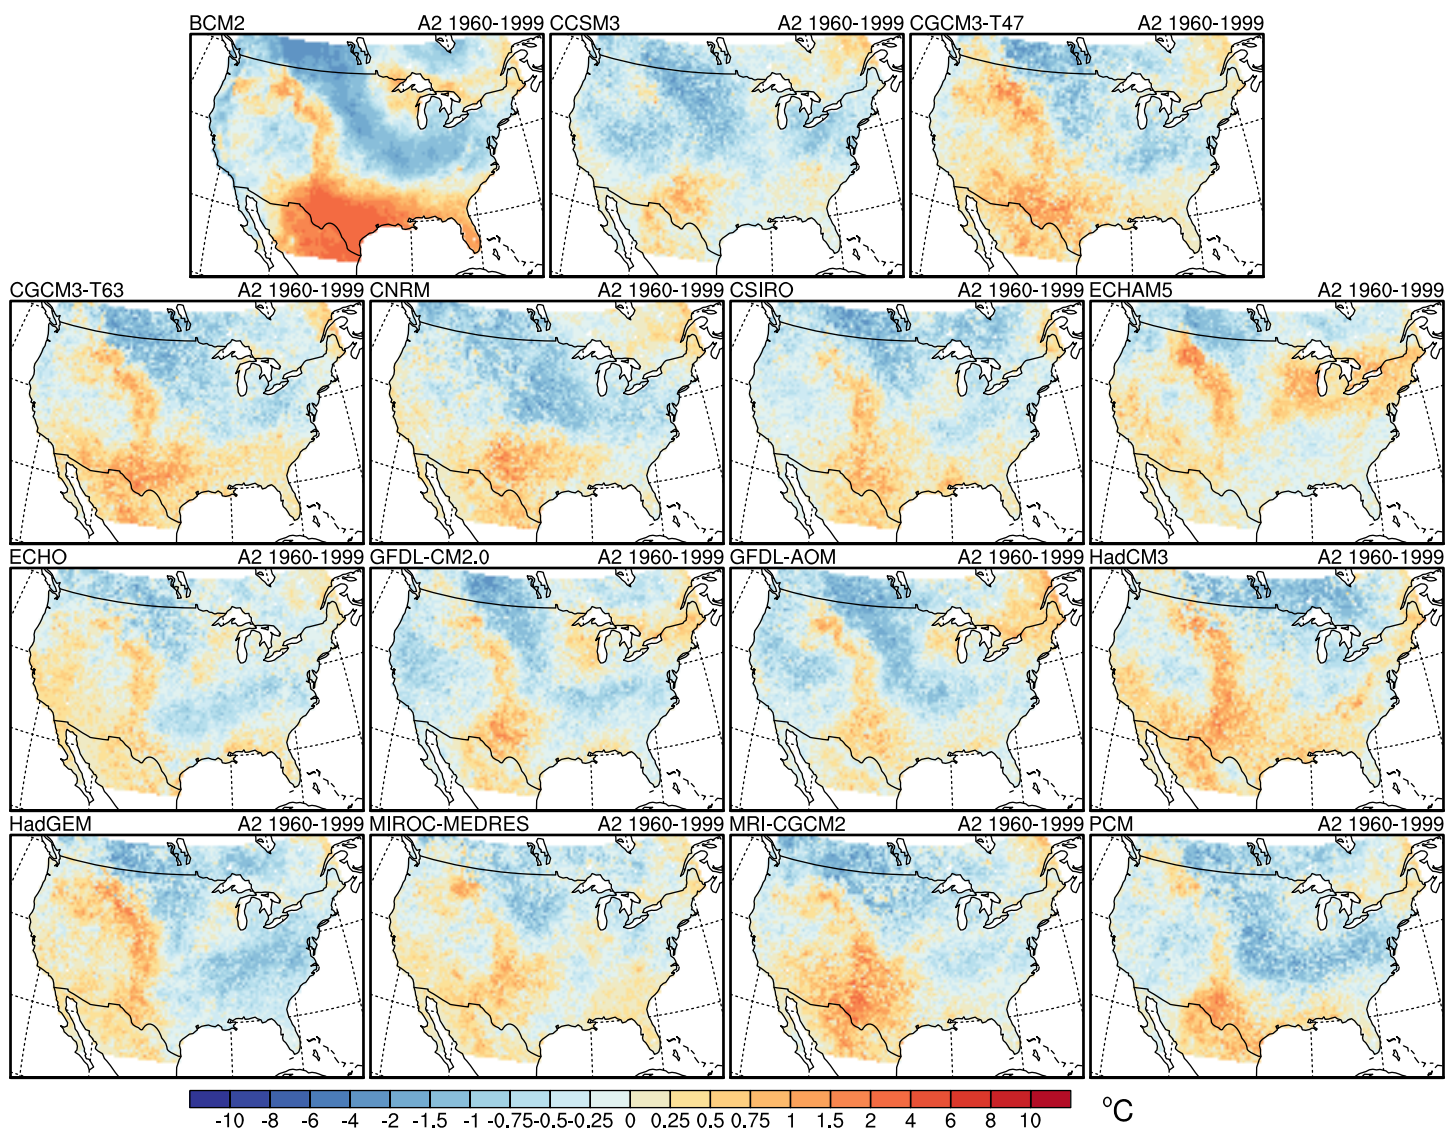 BCM2 A2 1960-1999 CCSM3 A2 1960-1999 CGCM3-T47 A2 1960-1999
CGCM3-T63 A2 1960-1999 CNRM A2 1960-1999 CSIRO A2 1960-1999 ECHAM5 A2 1960-1999
ECHO A2 1960-1999 GFDL-CM2.0 A2 1960-1999 GFDL-AOM A2 1960-1999 HadCM3 A2 1960-1999
HadGEM A2 1960-1999 MIROC-MEDRES A2 1960-1999 MRI-CGCM2 A2 1960-1999 PCM A2 1960-1999
-10 -8 -6 -4 -2 -1.5 -1 -0.75 -0.5 -0.25 0 0.25 0.5 0.75 1 1.5 2 4 6 8 10 °C